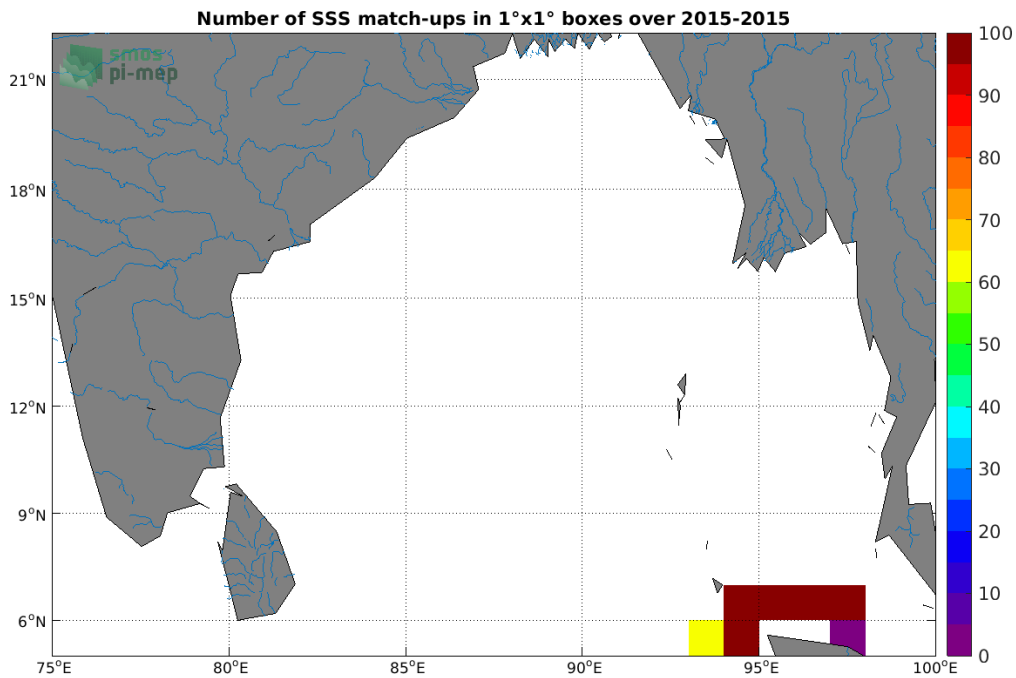 Number of SSS match-ups in 1°x1° boxes over 2015-2015
smos
pi-mep
21°N
18°N
15°N
12°N
9°N
6°N
75°E 80°E 85°E 90°E 95°E 100°E
100
90
80
70
60
50
40
30
20
10
0